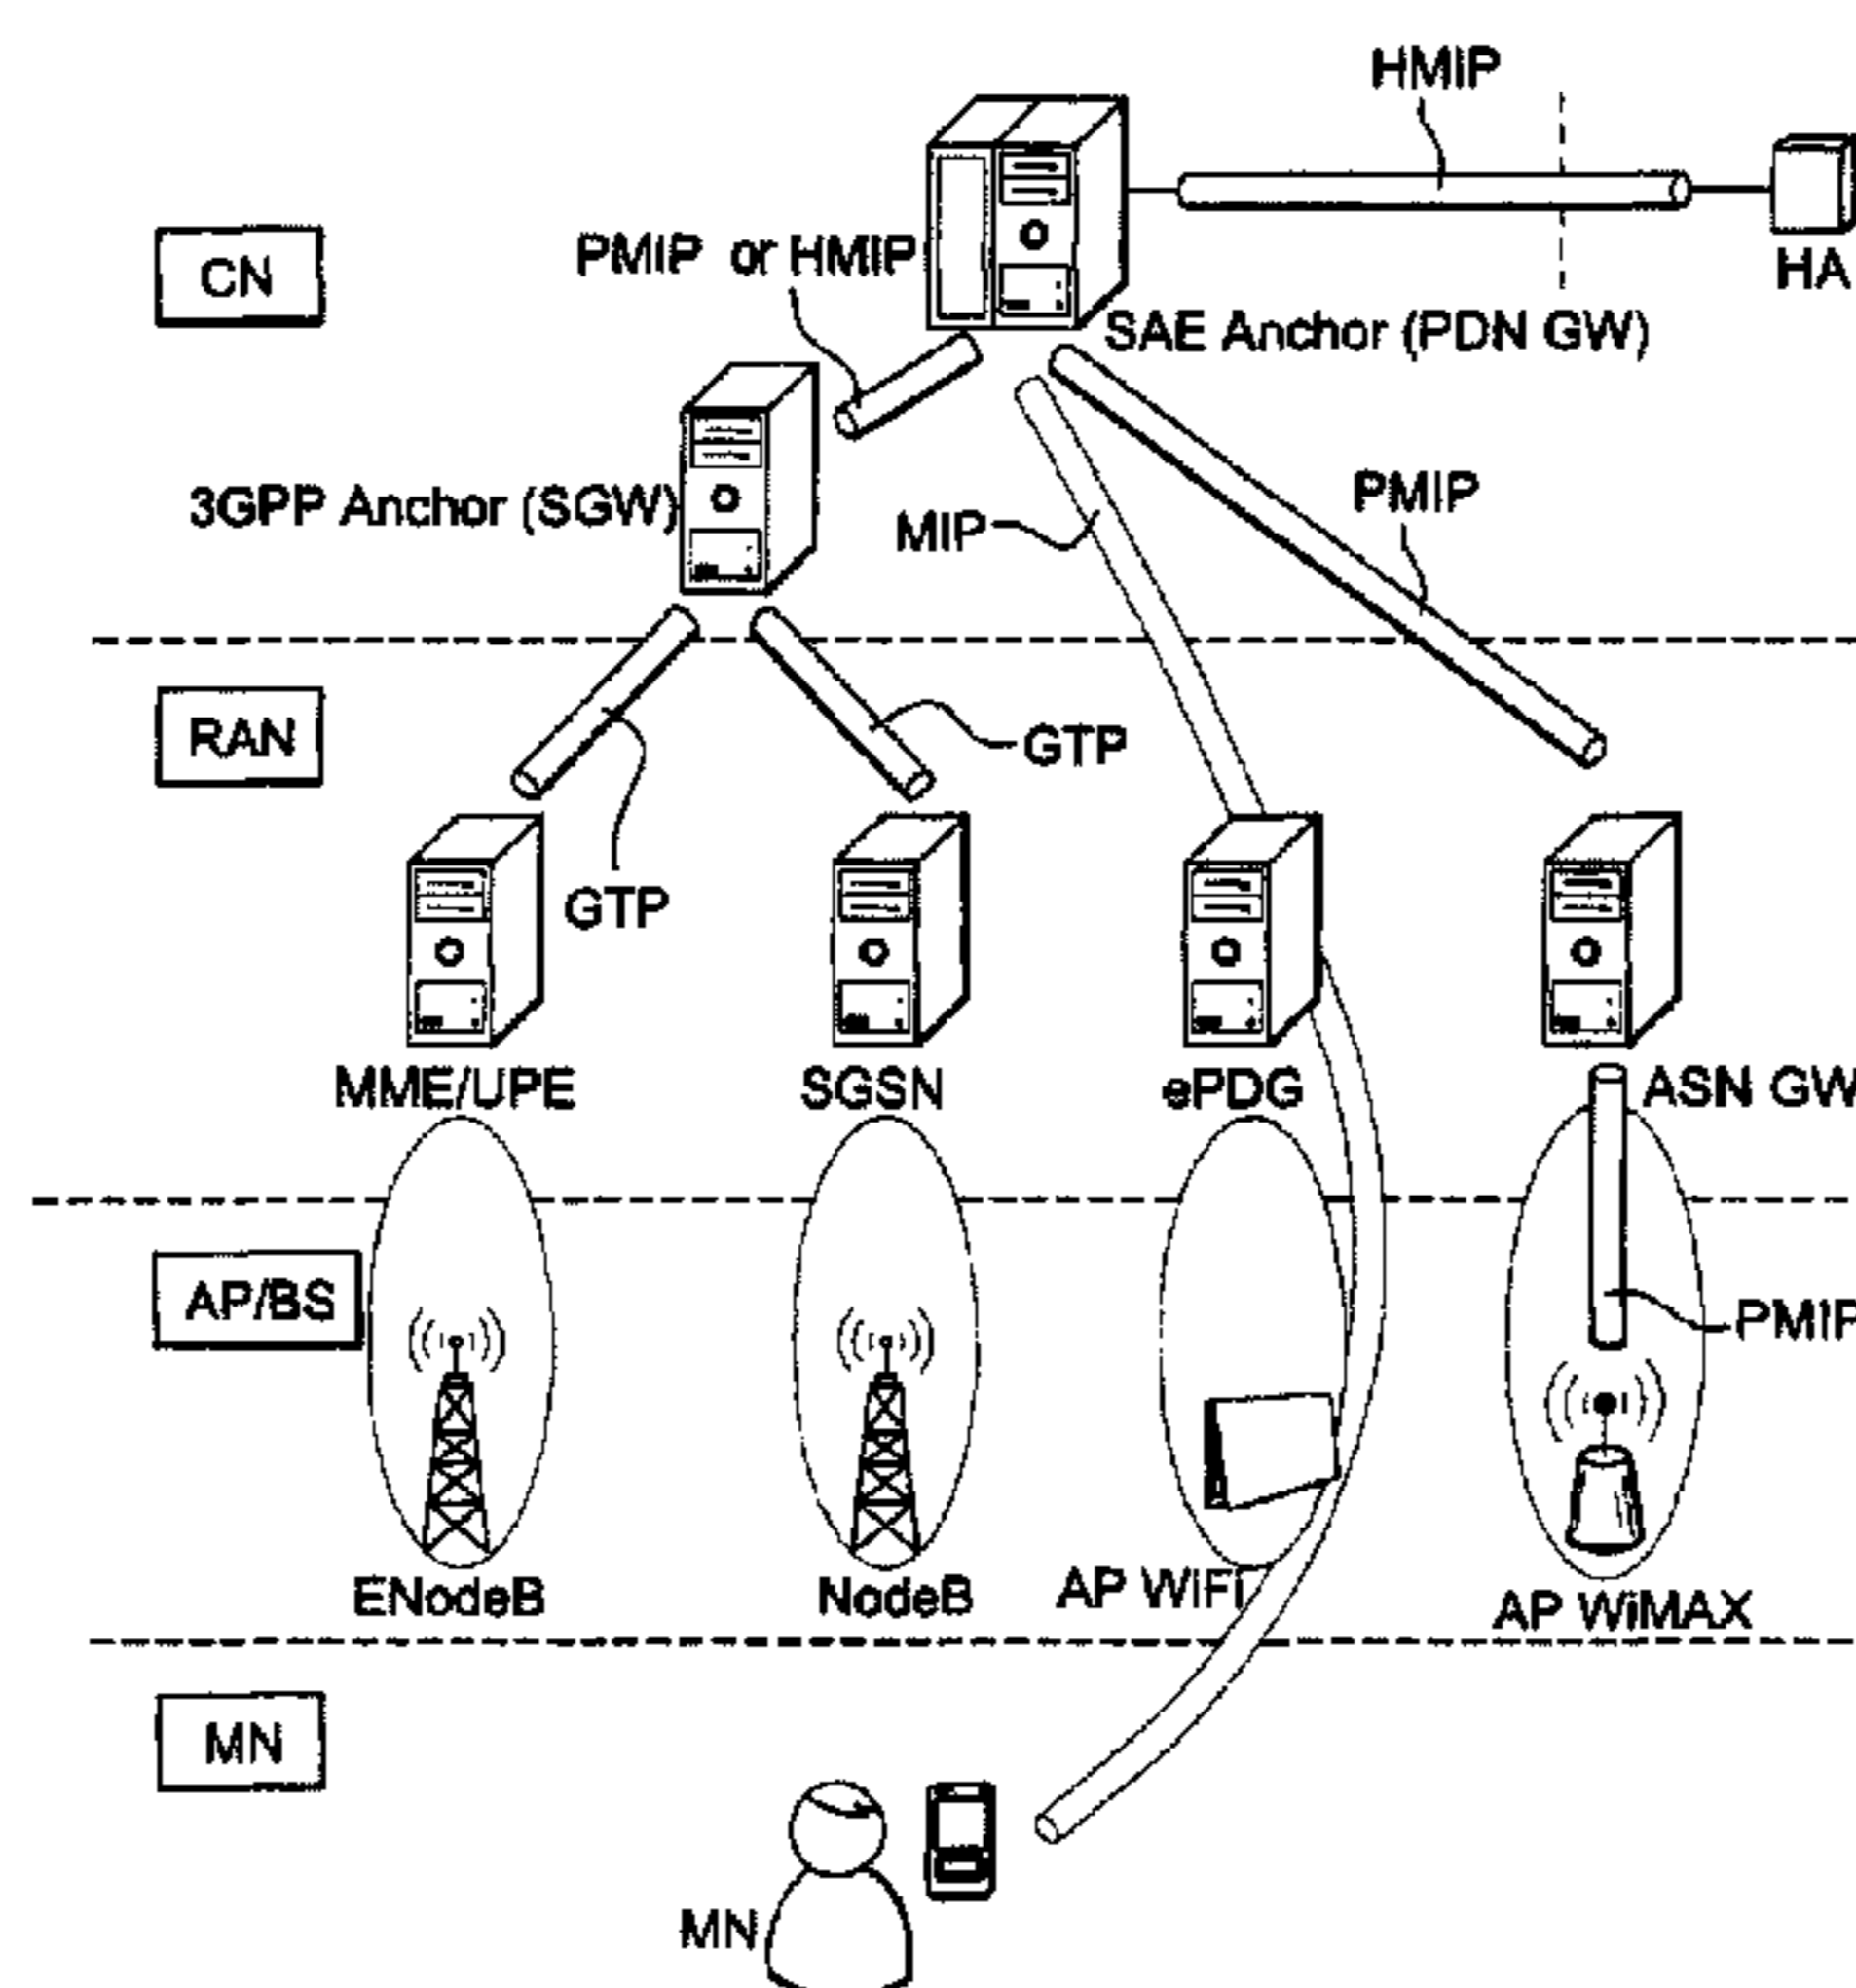 HMIP
PMIP or HMIP
CN
HA
SAE Anchor (PDN GW)
3GPP Anchor (SGW)
MIP
PMIP
RAN
GTP
GTP
MME/UPE
SGSN
ePDG
ASN GW
AP/BS
PMIP
ENodeB
NodeB
AP WiFi
AP WiMAX
MN
MN